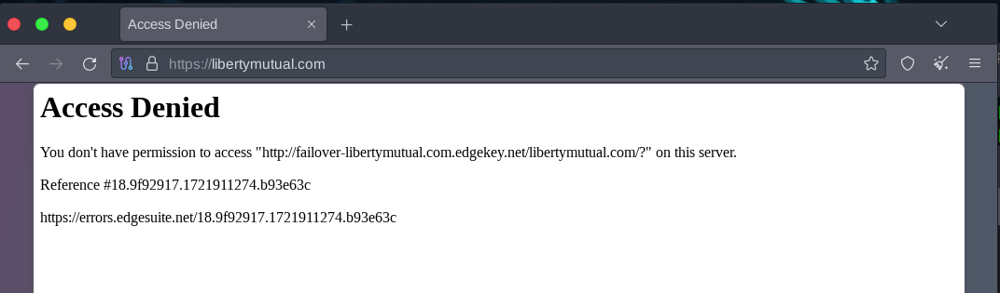 Access Denied
https://libertymutual.com
Access Denied
You don't have permission to access "http://failover-libertymutual.com.edgekey.net/libertymutual.com/?" on this server.
Reference #18.9f92917.1721911274.b93e63c
https://errors.edgesuite.net/18.9f92917.1721911274.b93e63c